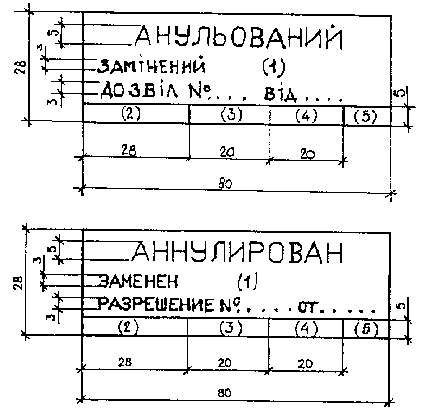 АНУЛЬОВАНИЙ
ЗАМІНЕНИЙ (1)
ДОЗВІЛ № . . . . ВІД . . . .
(2) (3) (4) (5)
28 20 20
80
28
5
3
3
5
АННУЛИРОВАН
ЗАМЕНЕН (1)
РАЗРЕШЕНИЕ № . . . . ОТ . . . . .
(2) (3) (4) (5)
28 20 20
80
28
5
3
3
5